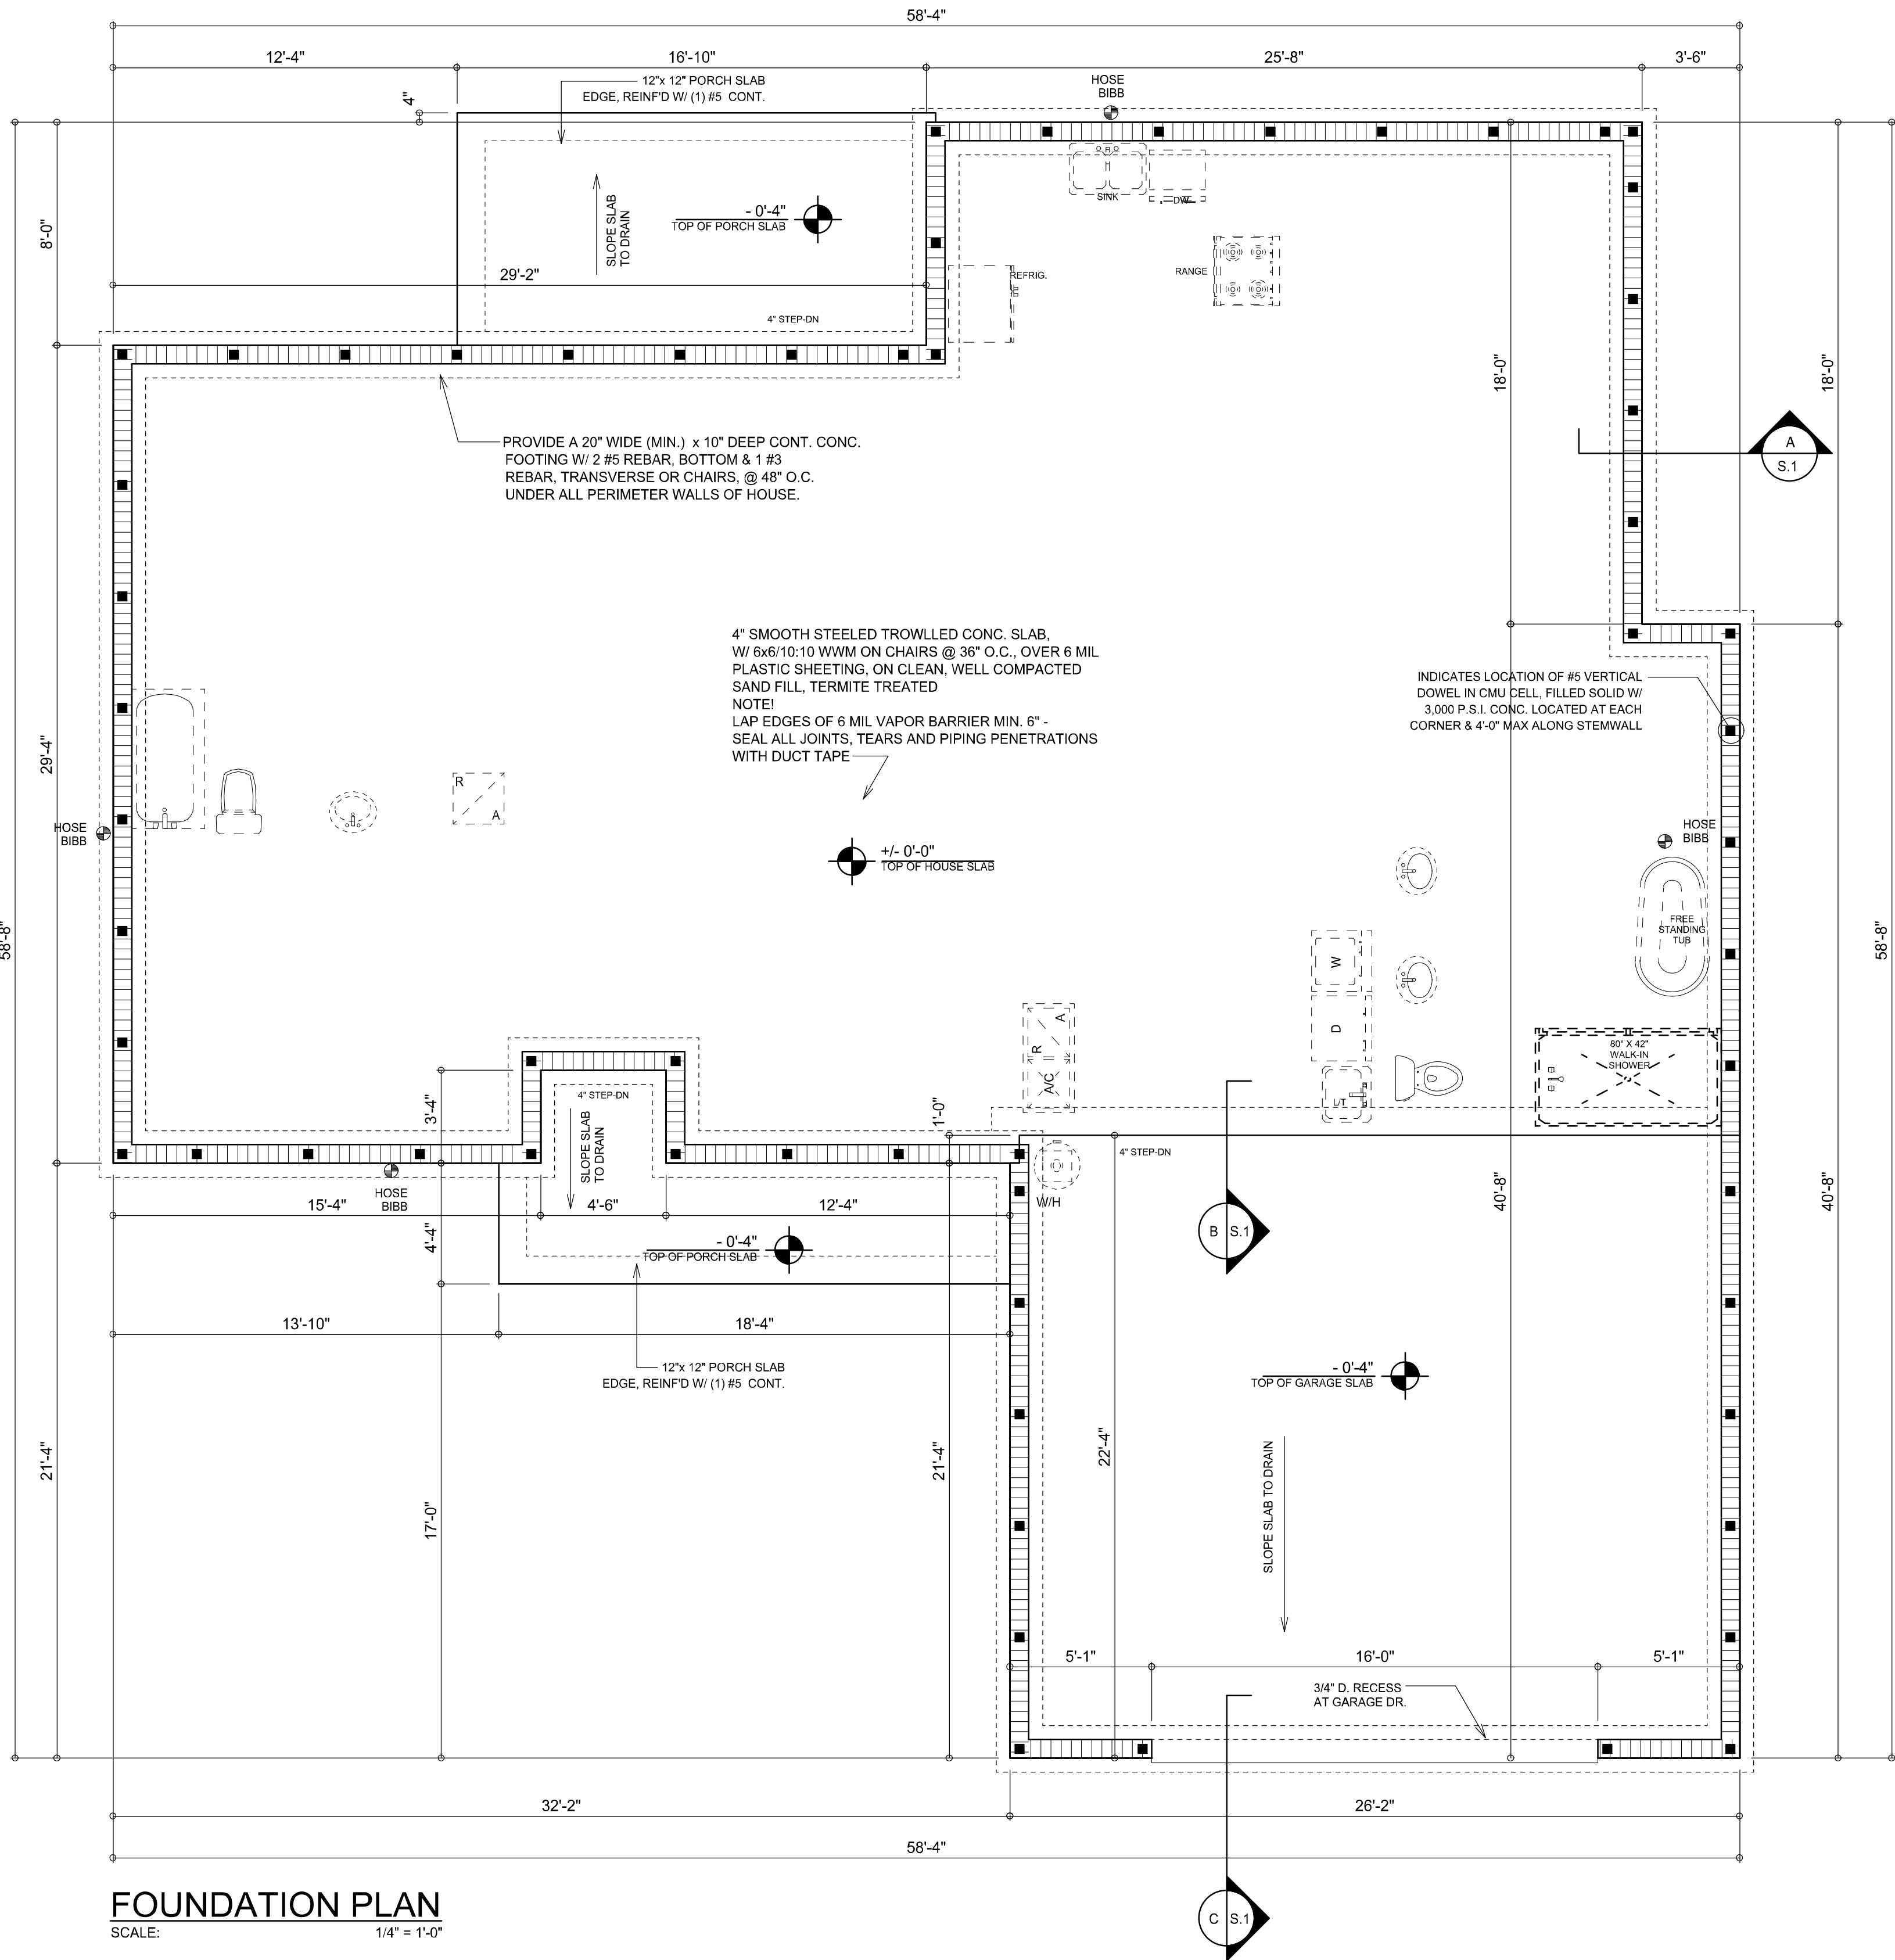 58'-4"
12'-4"
16'-10"
25'-8"
3'-6"
4"
12"x 12" PORCH SLAB
EDGE, REINF'D W/ (1) #5 CONT.
HOSE
BIBB
SINK
DW
8'-0"
SLOPE SLAB
TO DRAIN
- 0'-4"
TOP OF PORCH SLAB
29'-2"
REFRIG.
RANGE
4" STEP-DN
18'-0"
18'-0"
A
S.1
PROVIDE A 20" WIDE (MIN.) x 10" DEEP CONT. CONC.
FOOTING W/ 2 #5 REBAR, BOTTOM & 1 #3
REBAR, TRANSVERSE OR CHAIRS, @ 48" O.C.
UNDER ALL PERIMETER WALLS OF HOUSE.
4" SMOOTH STEELED TROWLLED CONC. SLAB,
W/ 6x6/10:10 WWM ON CHAIRS @ 36" O.C., OVER 6 MIL
PLASTIC SHEETING, ON CLEAN, WELL COMPACTED
SAND FILL, TERMITE TREATED
NOTE!
LAP EDGES OF 6 MIL VAPOR BARRIER MIN. 6" -
SEAL ALL JOINTS, TEARS AND PIPING PENETRATIONS
WITH DUCT TAPE
INDICATES LOCATION OF #5 VERTICAL
DOWEL IN CMU CELL, FILLED SOLID W/
3,000 P.S.I. CONC. LOCATED AT EACH
CORNER & 4'-0" MAX ALONG STEMWALL
29'-4"
R
A
HOSE
BIBB
HOSE
BIBB
+/- 0'-0"
TOP OF HOUSE SLAB
58'-8"
58'-8"
FREE
STANDING
TUB
W
D
L/T
A
R
A/C
80" X 42"
WALK-IN
SHOWER
3'-4"
4" STEP-DN
SLOPE SLAB
TO DRAIN
1'-0"
4" STEP-DN
W/H
HOSE
BIBB
15'-4"
4'-6"
12'-4"
40'-8"
40'-8"
4'-4"
- 0'-4"
TOP OF PORCH SLAB
B
S.1
13'-10"
18'-4"
12"x 12" PORCH SLAB
EDGE, REINF'D W/ (1) #5 CONT.
- 0'-4"
TOP OF GARAGE SLAB
21'-4"
17'-0"
21'-4"
22'-4"
SLOPE SLAB TO DRAIN
5'-1"
16'-0"
5'-1"
3/4" D. RECESS
AT GARAGE DR.
32'-2"
26'-2"
58'-4"
FOUNDATION PLAN
SCALE: 1/4" = 1'-0"
C
S.1